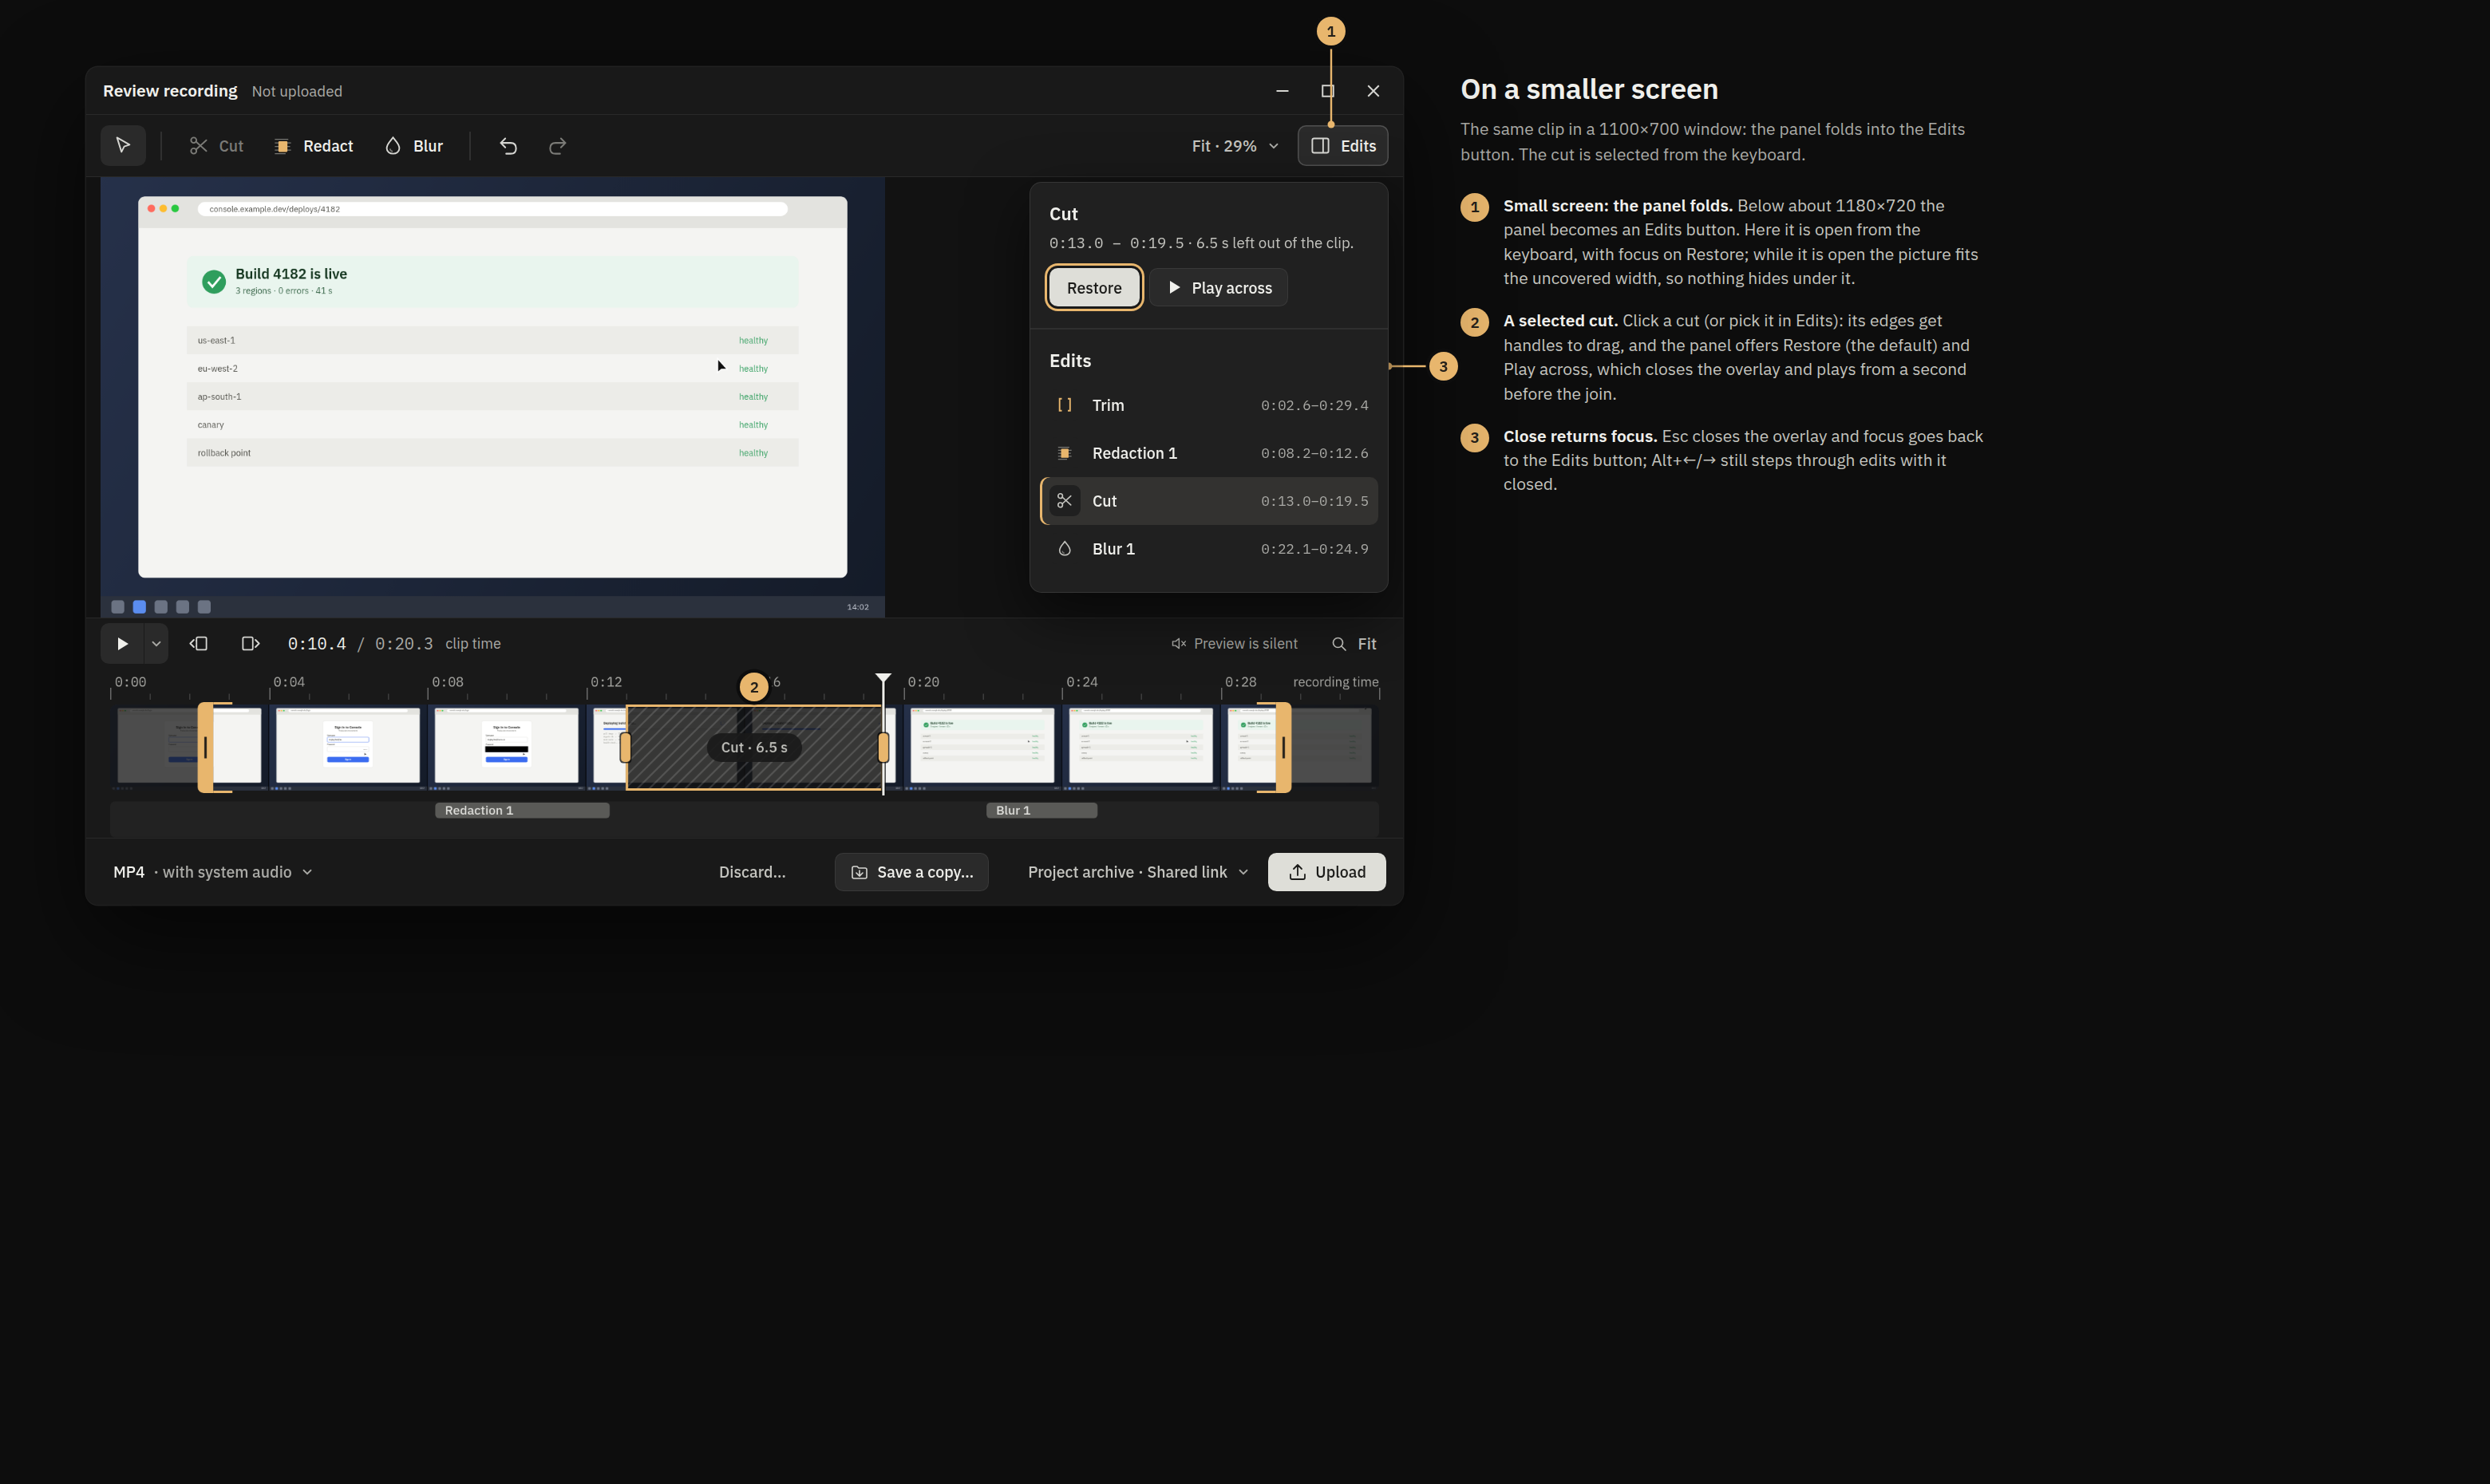 1
Review recording Not uploaded
Cut Redact Blur Fit · 29% Edits
console.example.dev/deploys/4182
Build 4182 is live
3 regions · 0 errors · 41 s
us-east-1 healthy
eu-west-2 healthy
ap-south-1 healthy
canary healthy
rollback point healthy
14:02
Cut
0:13.0 – 0:19.5 · 6.5 s left out of the clip.
Restore Play across
Edits
Trim 0:02.6–0:29.4
Redaction 1 0:08.2–0:12.6
Cut 0:13.0–0:19.5
Blur 1 0:22.1–0:24.9
3
0:10.4 / 0:20.3 clip time Preview is silent Fit
0:00 0:04 0:08 0:12 2 6 0:20 0:24 0:28 recording time
Cut · 6.5 s
Redaction 1 Blur 1
MP4 · with system audio Discard... Save a copy... Project archive · Shared link Upload
On a smaller screen
The same clip in a 1100×700 window: the panel folds into the Edits
button. The cut is selected from the keyboard.
1 Small screen: the panel folds. Below about 1180×720 the
panel becomes an Edits button. Here it is open from the
keyboard, with focus on Restore; while it is open the picture fits
the uncovered width, so nothing hides under it.
2 A selected cut. Click a cut (or pick it in Edits): its edges get
handles to drag, and the panel offers Restore (the default) and
Play across, which closes the overlay and plays from a second
before the join.
3 Close returns focus. Esc closes the overlay and focus goes back
to the Edits button; Alt+←/→ still steps through edits with it
closed.